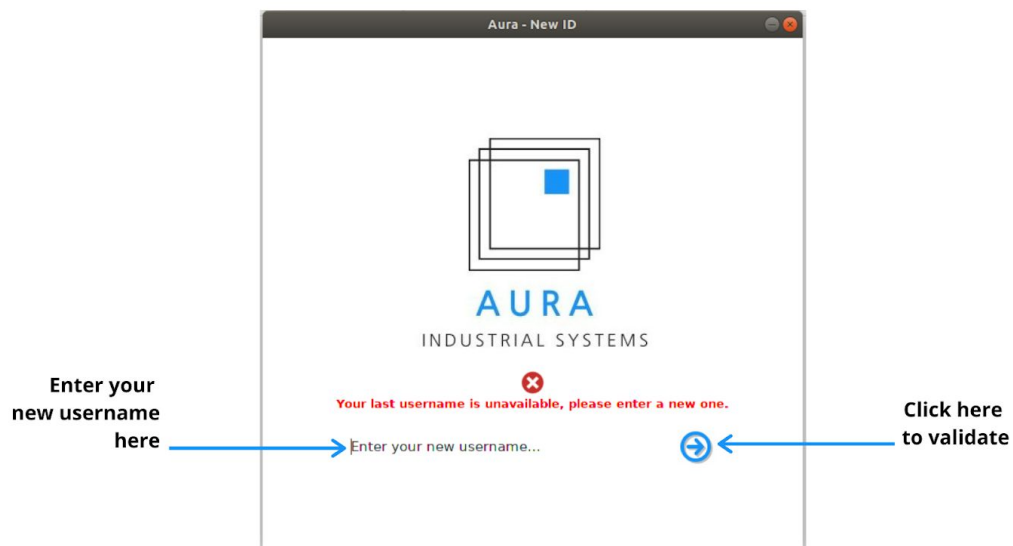 Aura - New ID
AURA
INDUSTRIAL SYSTEMS
Your last username is unavailable, please enter a new one.
Enter your
new username
here
Enter your new username...
Click here
to validate